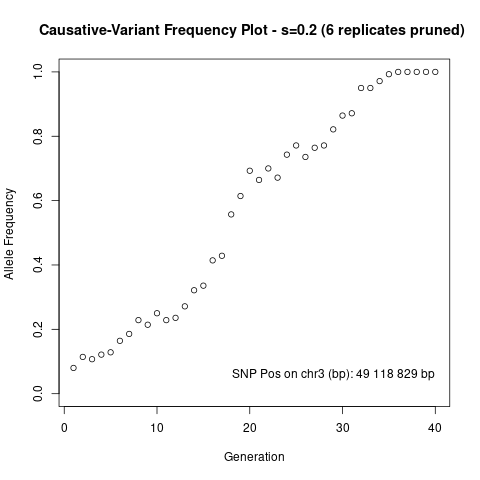 Causative-Variant Frequency Plot - s=0.2 (6 replicates pruned)
1.0
0.8
0.6
Allele Frequency
0.4
0.2
SNP Pos on chr3 (bp): 49 118 829 bp
0.0
0 10 20 30 40
Generation